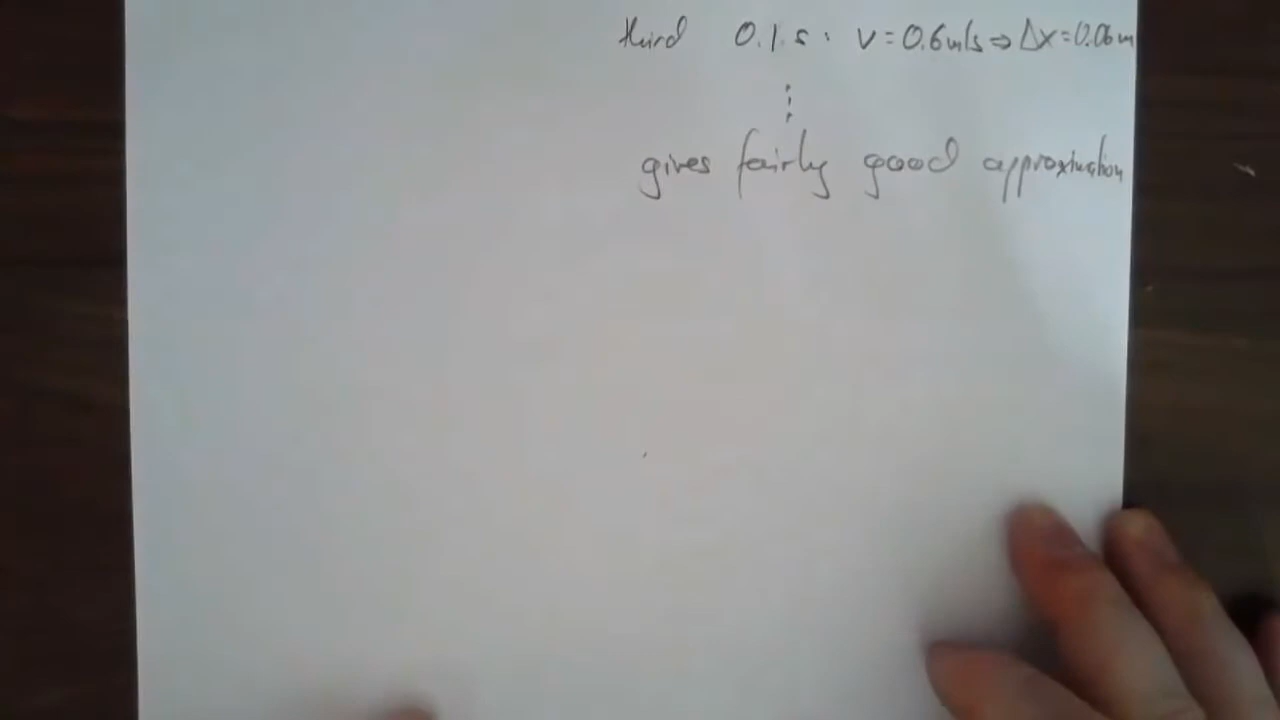 third 0.1 s: v=0.6m/s ⇒ Δx=0.06m
⋮
gives fairly good approximation